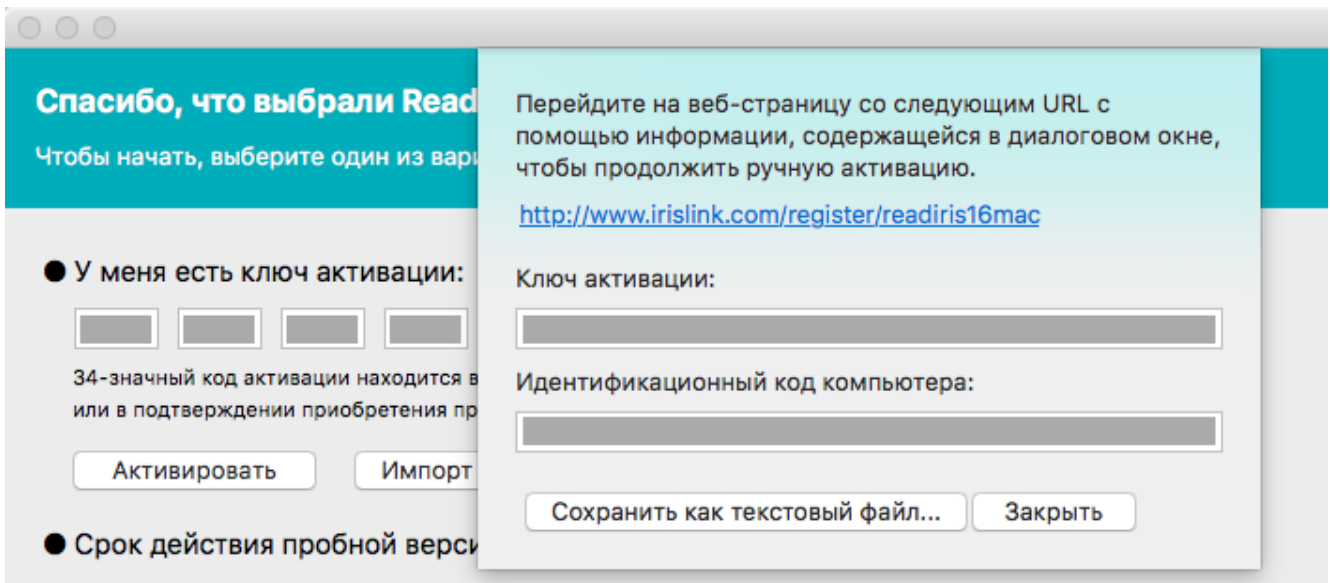 Спасибо, что выбрали Read
Чтобы начать, выберите один из
У меня есть ключ активации:
34-значный код активации находится в
или в подтверждении приобретения
Активировать
Импорт
Срок действия пробной
Перейдите на веб-страницу со следующим URL с
помощью информации, содержащейся в диалоговом окне,
чтобы продолжить ручную активацию.
http://www.irislink.com/register/readiris16mac
Ключ активации:
Идентификационный код компьютера:
Сохранить как текстовый файл...
Закрыть